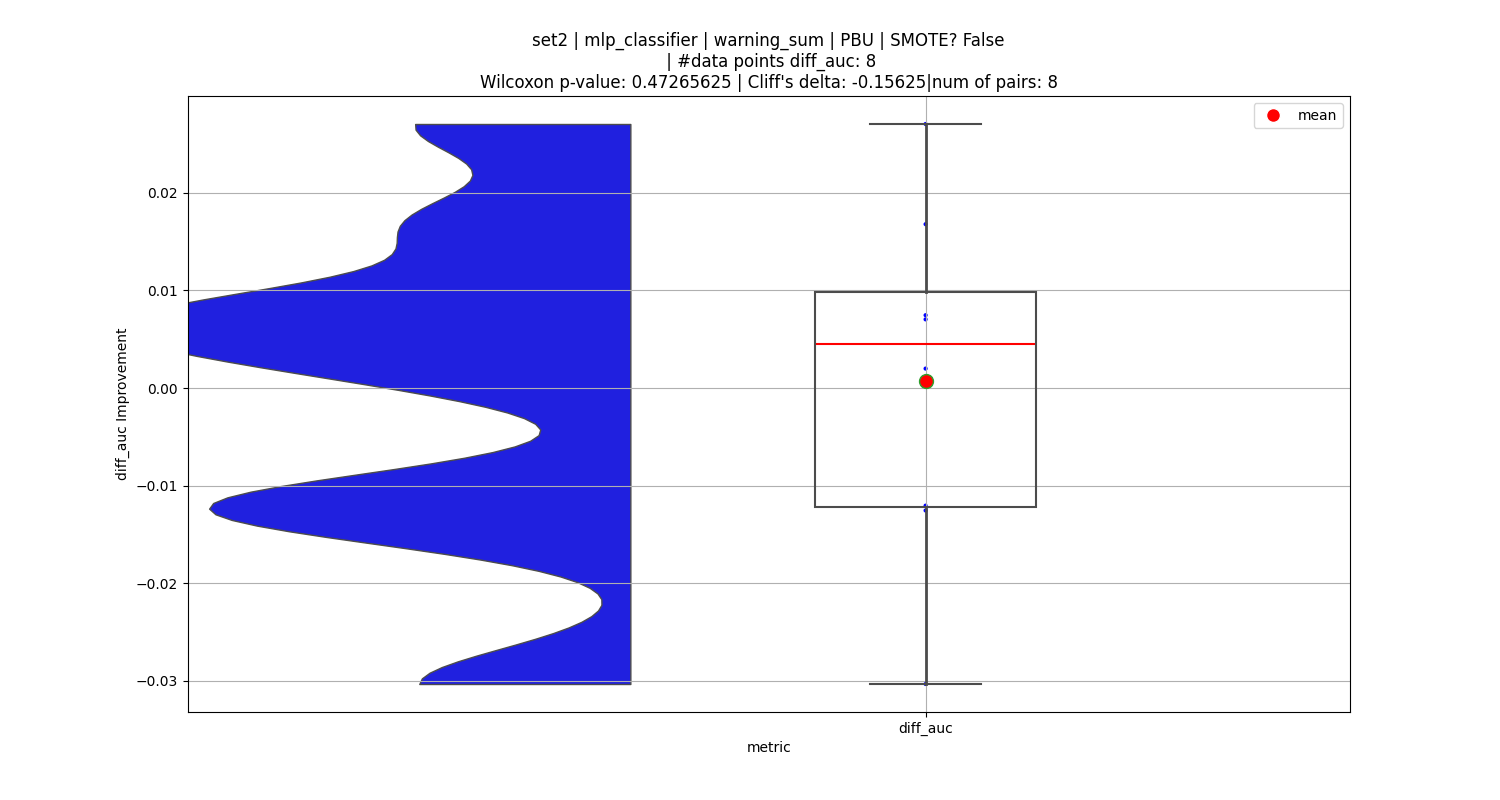 set2 | mlp_classifier | warning_sum | PBU | SMOTE? False
| #data points diff_auc: 8
Wilcoxon p-value: 0.47265625 | Cliff's delta: -0.15625|num of pairs: 8
mean
0.02
0.01
0.00
−0.01
−0.02
−0.03
diff_auc Improvement
diff_auc
metric